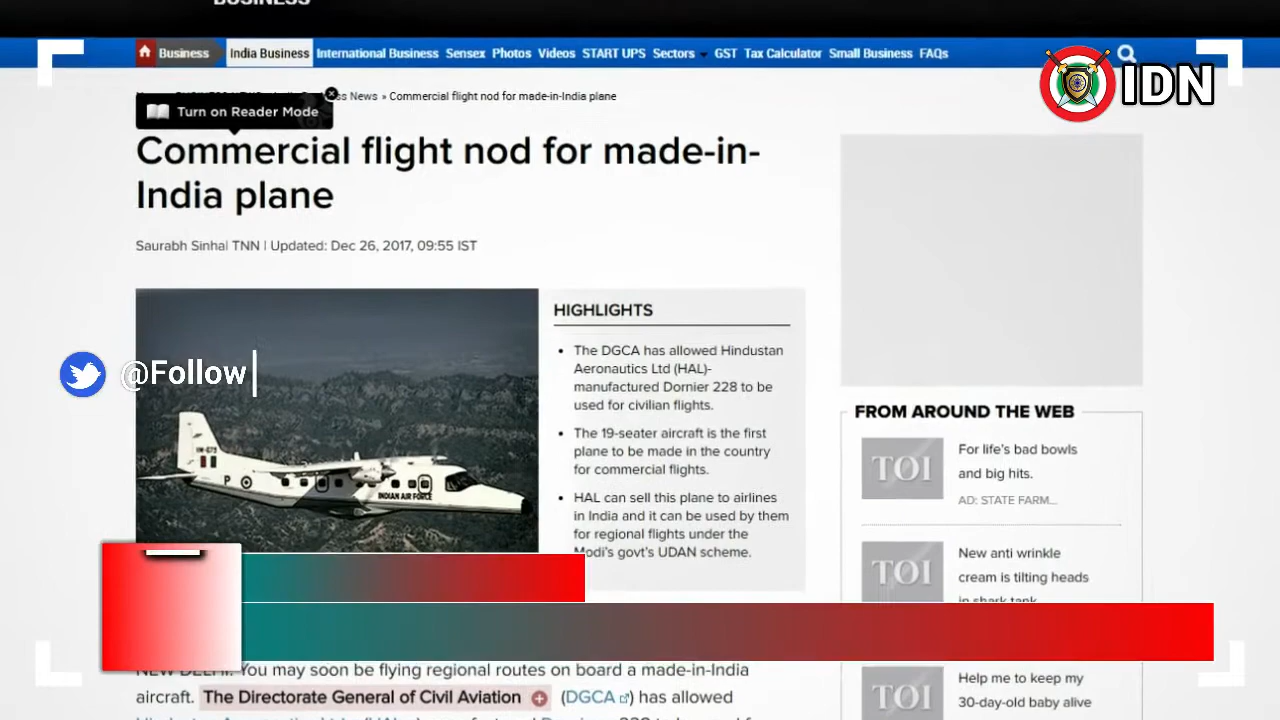 BUSINESS
Business India Business International Business Sensex Photos Videos START UPS Sectors GST Tax Calculator Small Business FAQs
IDN
s News » Commercial flight nod for made-in-India plane
Turn on Reader Mode
Commercial flight nod for made-in-
India plane
Saurabh Sinha| TNN | Updated: Dec 26, 2017, 09:55 IST
HIGHLIGHTS
• The DGCA has allowed Hindustan
Aeronautics Ltd (HAL)-
manufactured Dornier 228 to be
used for civilian flights.
• The 19-seater aircraft is the first
plane to be made in the country
for commercial flights.
• HAL can sell this plane to airlines
in India and it can be used by them
for regional flights under the
Modi's govt's UDAN scheme.
@Follow
P
INDIAN AIR FORCE
FROM AROUND THE WEB
TOI
For life's bad bowls
and big hits.
AD: STATE FARM...
TOI
New anti wrinkle
cream is tilting heads
in shark tank
TOI
Help me to keep my
30-day-old baby alive
NEW DELHI: You may soon be flying regional routes on board a made-in-India
aircraft. The Directorate General of Civil Aviation (DGCA) has allowed